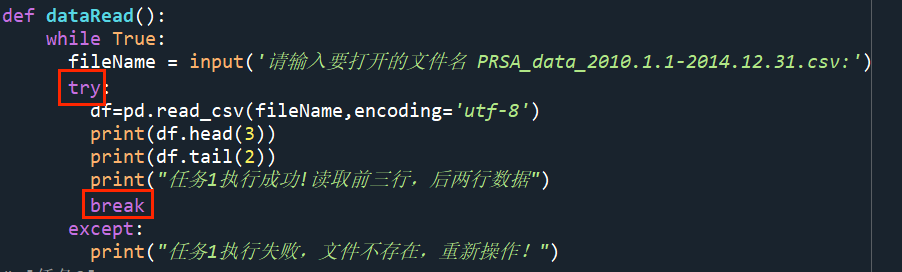 def dataRead():
while True:
fileName = input('请输入要打开的文件名 PRSA_data_2010.1.1-2014.12.31.csv:')
try:
df=pd.read_csv(fileName,encoding='utf-8')
print(df.head(3))
print(df.tail(2))
print("任务1执行成功!读取前三行，后两行数据")
break
except:
print("任务1执行失败，文件不存在，重新操作！")